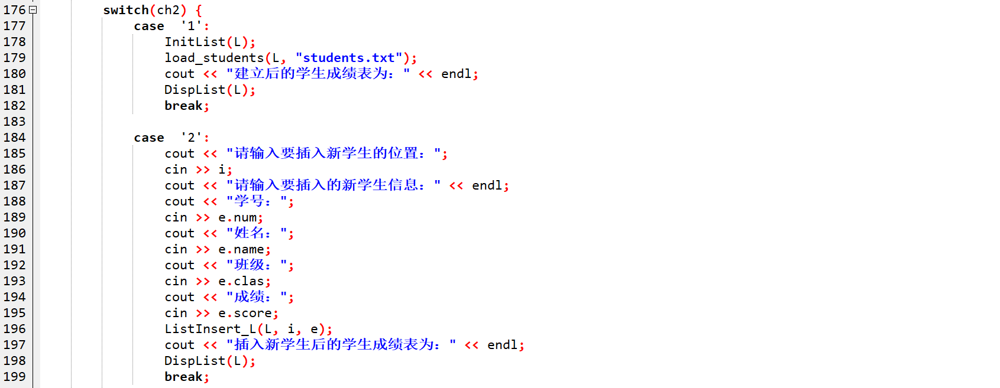 176 switch(ch2) {
177 case '1':
178 InitList(L);
179 load_students(L, "students.txt");
180 cout << "建立后的学生成绩表为：" << endl;
181 DispList(L);
182 break;
183
184 case '2':
185 cout << "请输入要插入新学生的位置：";
186 cin >> i;
187 cout << "请输入要插入的新学生信息：" << endl;
188 cout << "学号：";
189 cin >> e.num;
190 cout << "姓名：";
191 cin >> e.name;
192 cout << "班级：";
193 cin >> e.clas;
194 cout << "成绩：";
195 cin >> e.score;
196 ListInsert_L(L, i, e);
197 cout << "插入新学生后的学生成绩表为：" << endl;
198 DispList(L);
199 break;